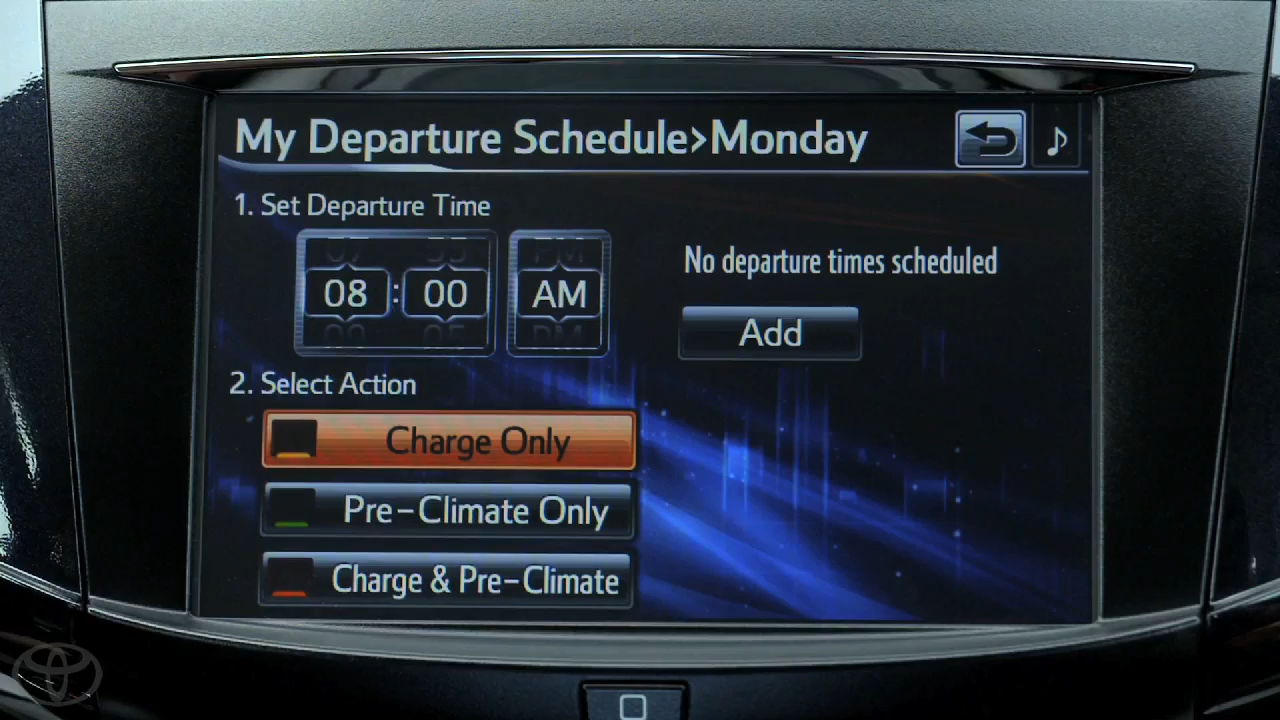 My Departure Schedule>Monday
1. Set Departure Time
08 : 00 AM
No departure times scheduled
Add
2. Select Action
Charge Only
Pre-Climate Only
Charge & Pre-Climate